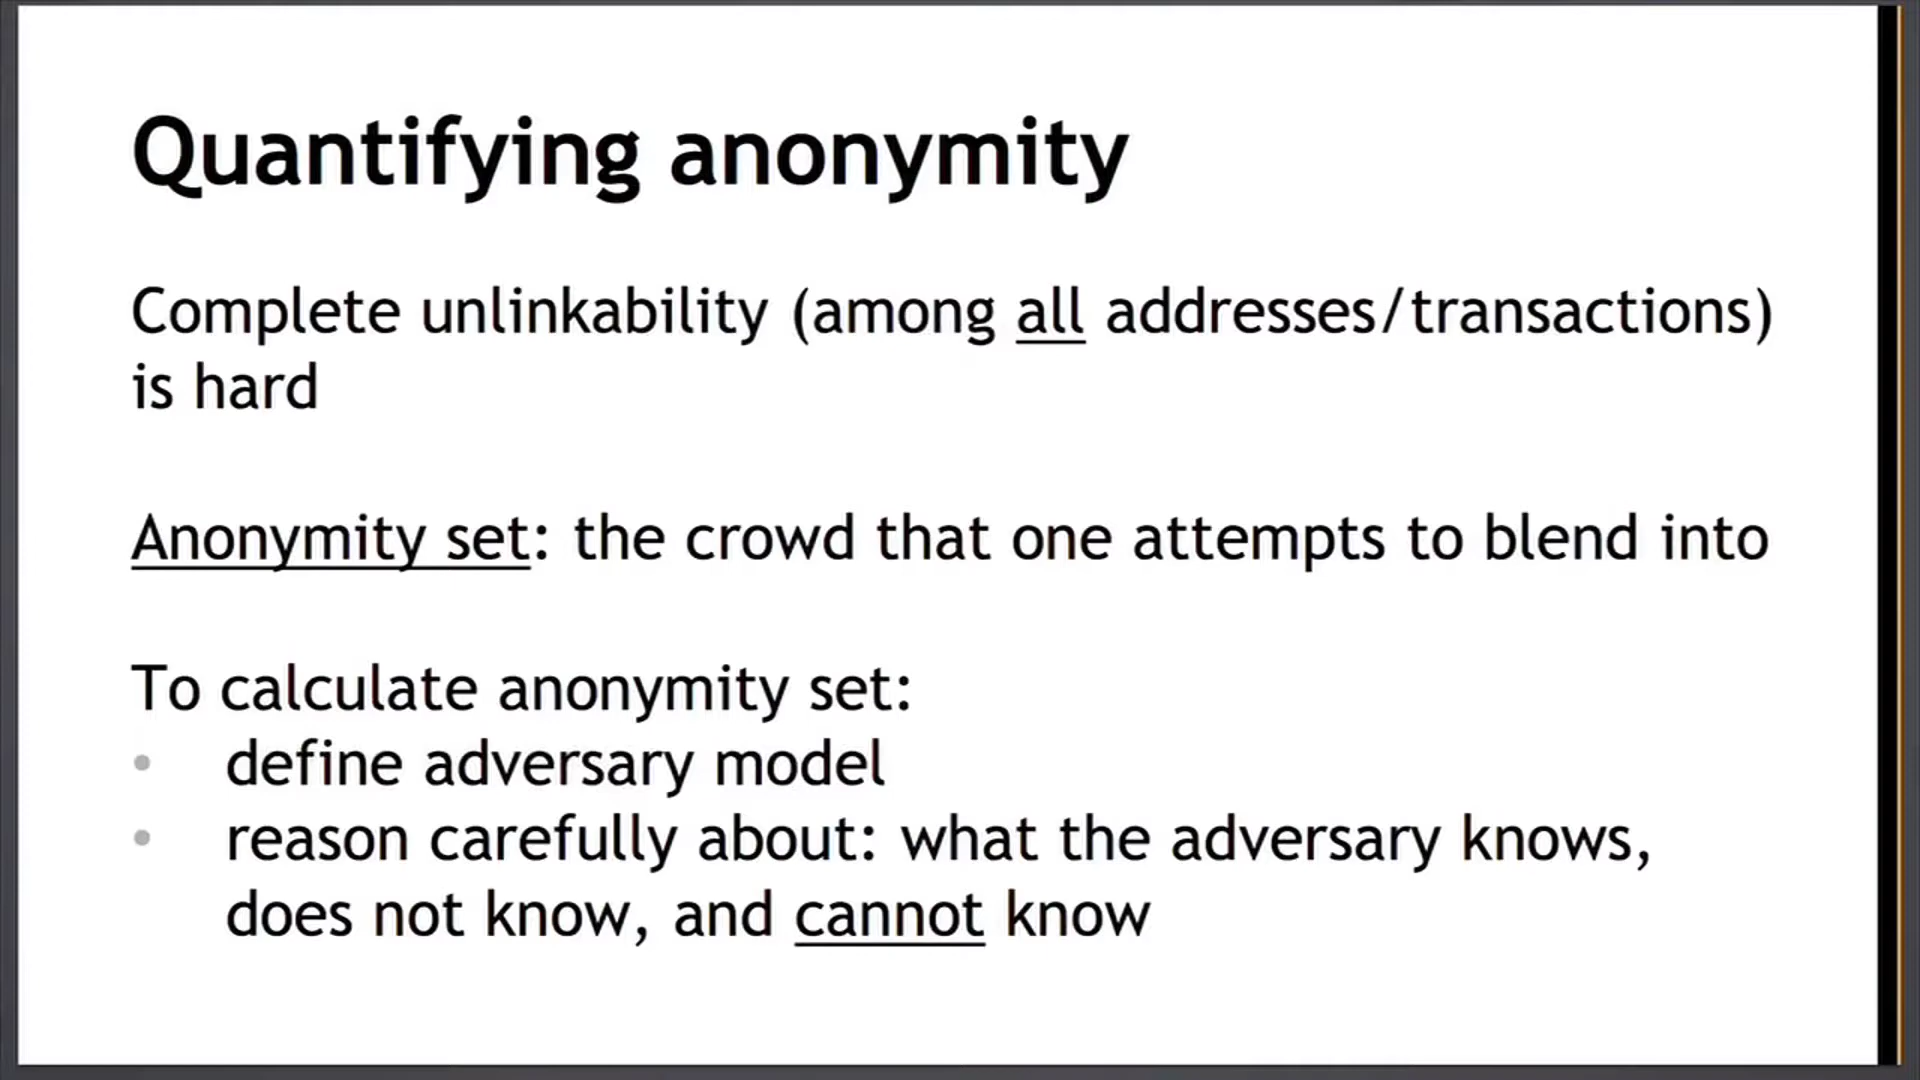 Quantifying anonymity
Complete unlinkability (among all addresses/transactions)
is hard
Anonymity set: the crowd that one attempts to blend into
To calculate anonymity set:
• define adversary model
• reason carefully about: what the adversary knows,
does not know, and cannot know